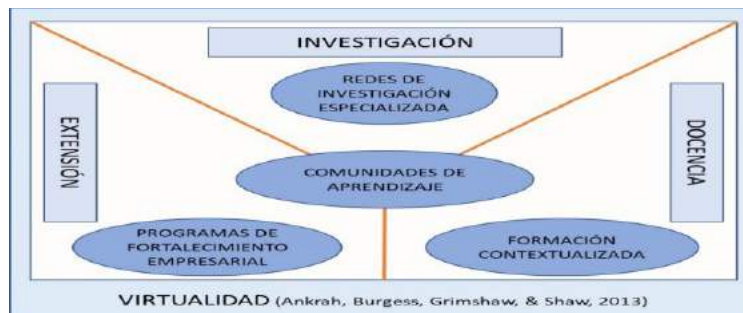 INVESTIGACIÓN
REDES DE
INVESTIGACIÓN
ESPECIALIZADA
EXTENSIÓN
DOCENCIA
COMUNIDADES DE
APRENDIZAJE
PROGRAMAS DE
FORTALECIMIENTO
EMPRESARIAL
FORMACIÓN
CONTEXTUALIZADA
VIRTUALIDAD (Ankrah, Burgess, Grimshaw, & Shaw, 2013)